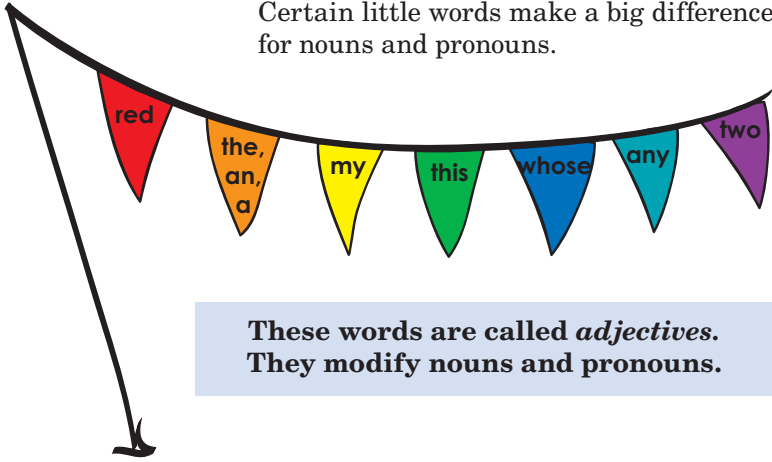 Certain little words make a big difference
for nouns and pronouns.
red
the,
an,
a
my
this
whose
any
two
These words are called adjectives.
They modify nouns and pronouns.